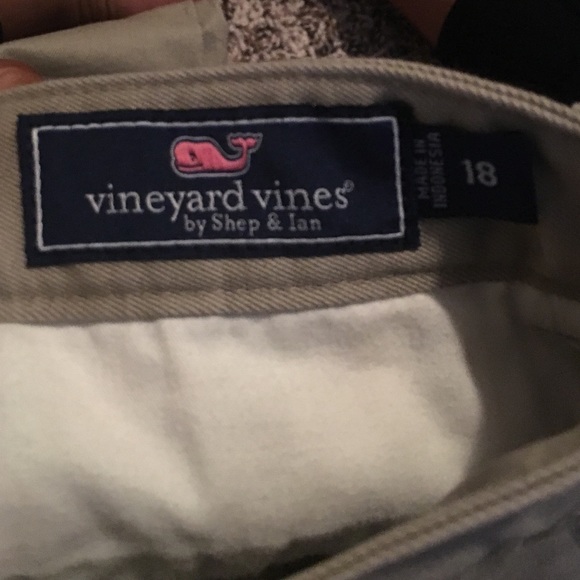 vineyard vines®
by Shep & Ian
MADE IN
INDONESIA
18